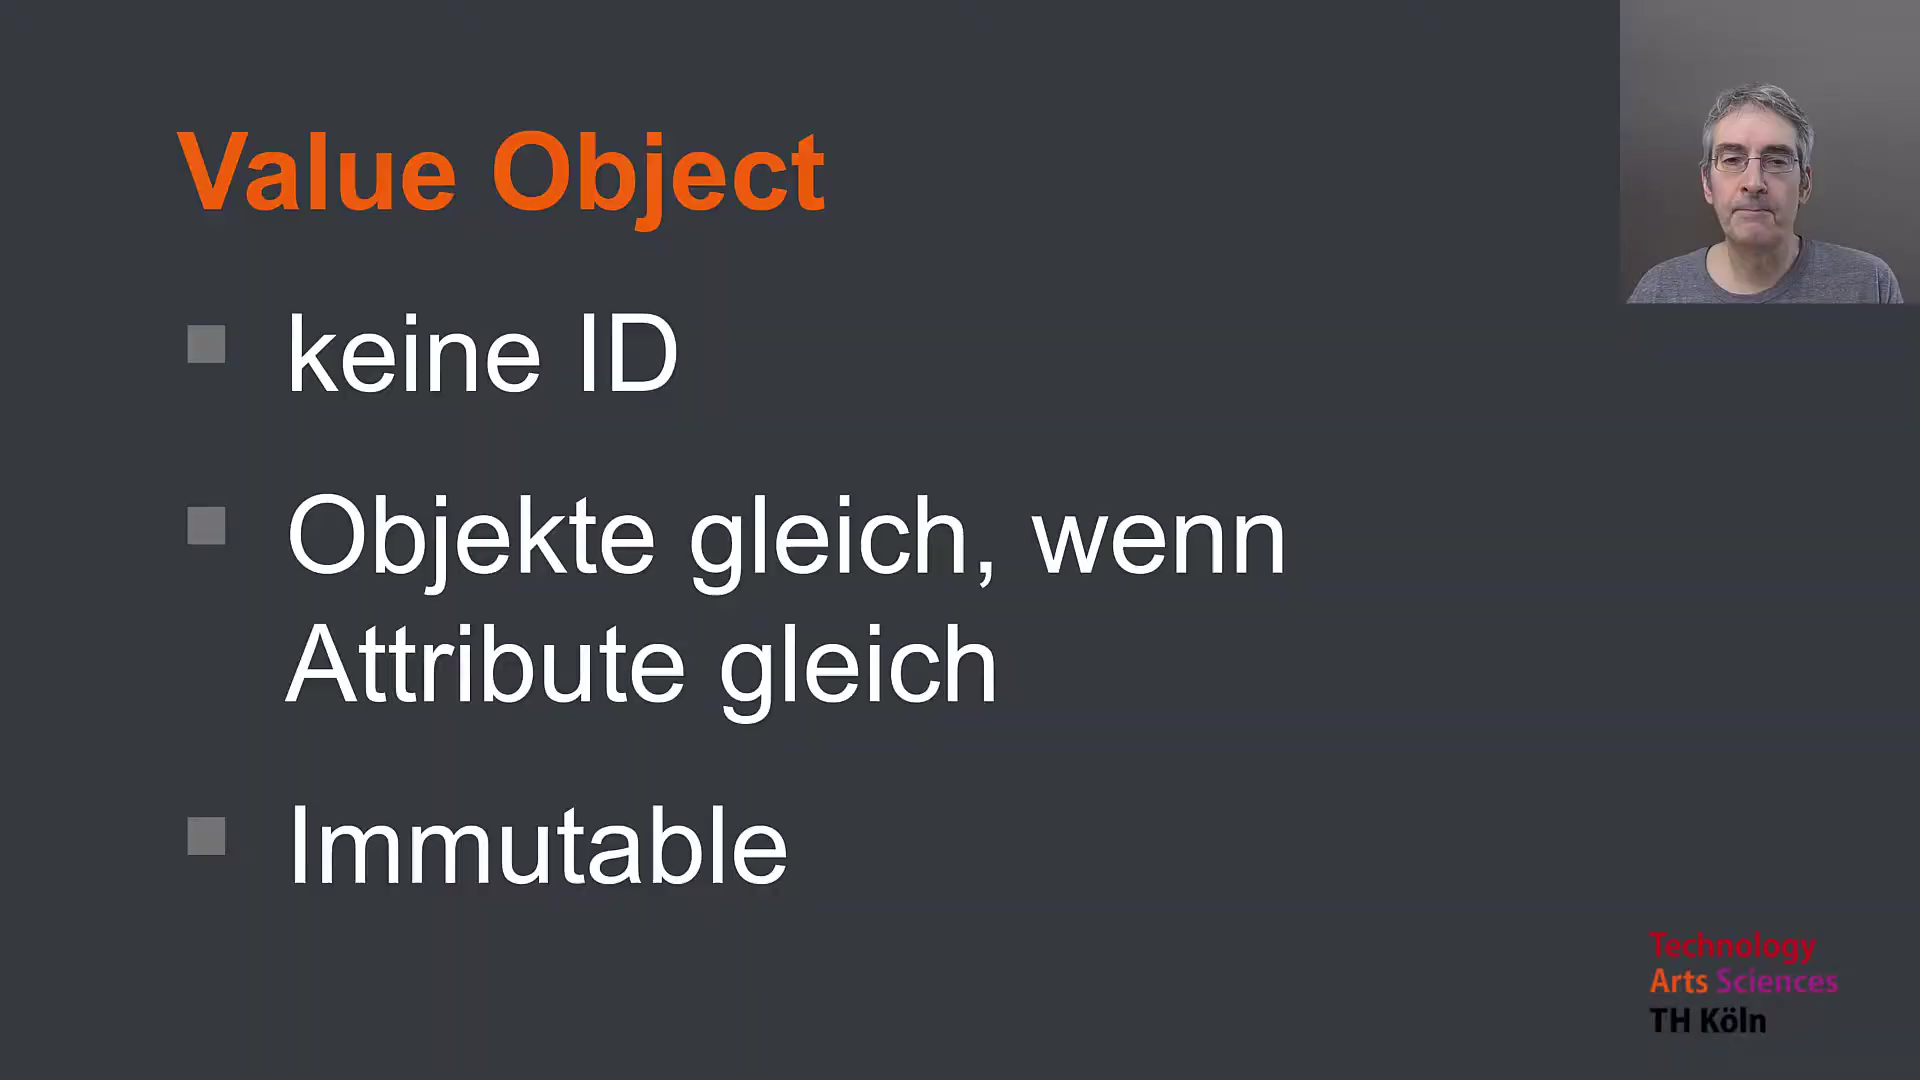 Value Object
keine ID
Objekte gleich, wenn
Attribute gleich
Immutable
Technology
Arts Sciences
TH Köln